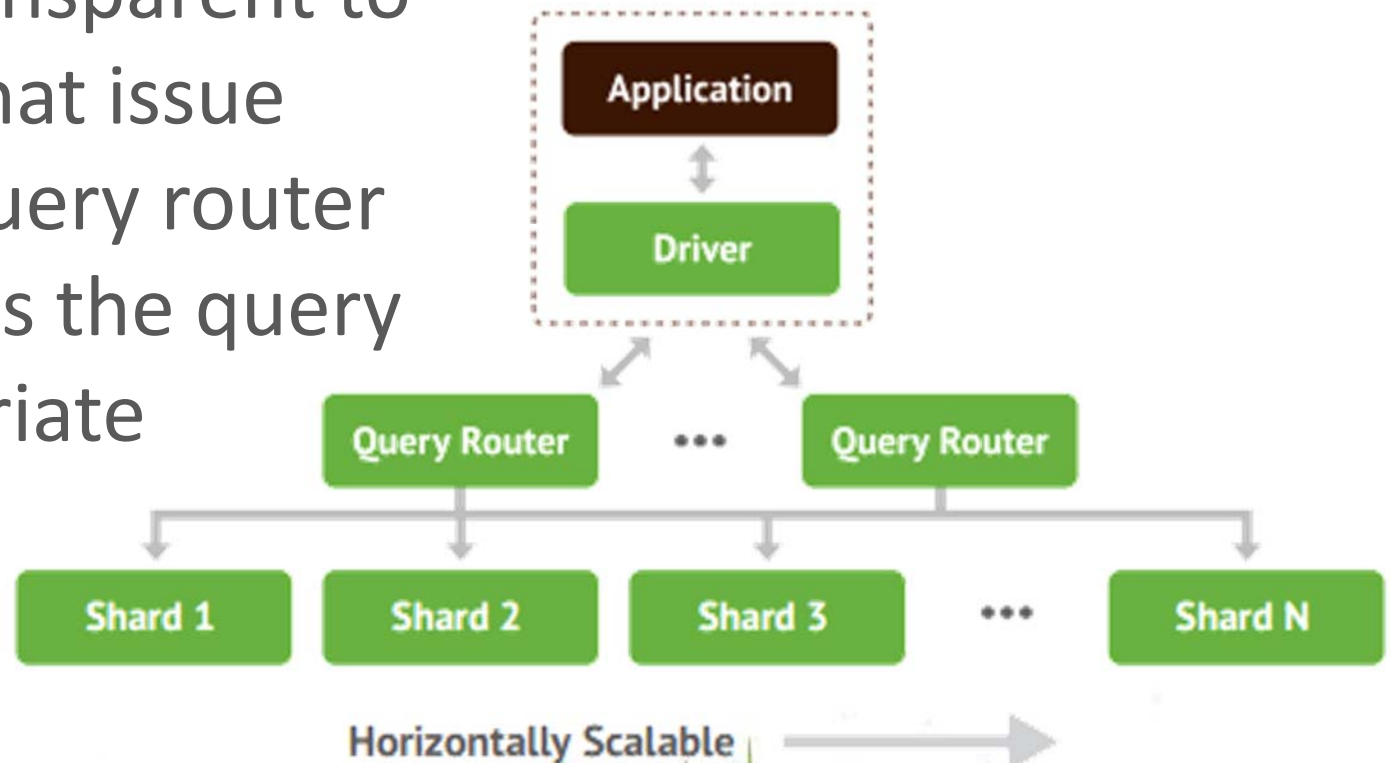 nsparent to
nat issue
uery router
s the query
riate
Application
Driver
Query Router
Query Router
Shard 1
Shard 2
Shard 3
Shard N
Horizontally Scalable